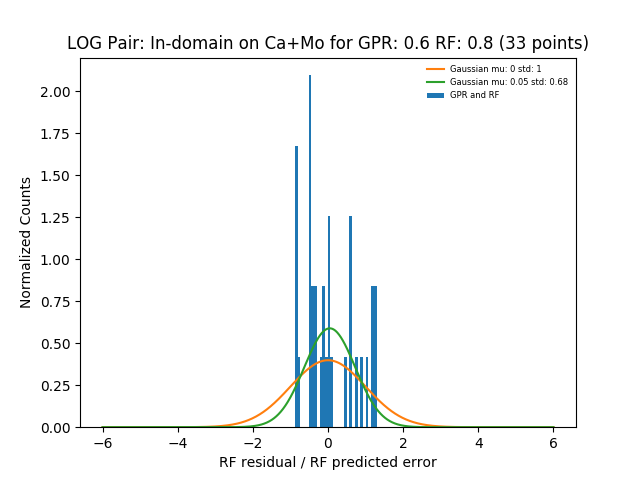 LOG Pair: In-domain on Ca+Mo for GPR: 0.6 RF: 0.8 (33 points)
Gaussian mu: 0 std: 1
Gaussian mu: 0.05 std: 0.68
GPR and RF
Normalized Counts
2.00
1.75
1.50
1.25
1.00
0.75
0.50
0.25
0.00
−6 −4 −2 0 2 4 6
RF residual / RF predicted error